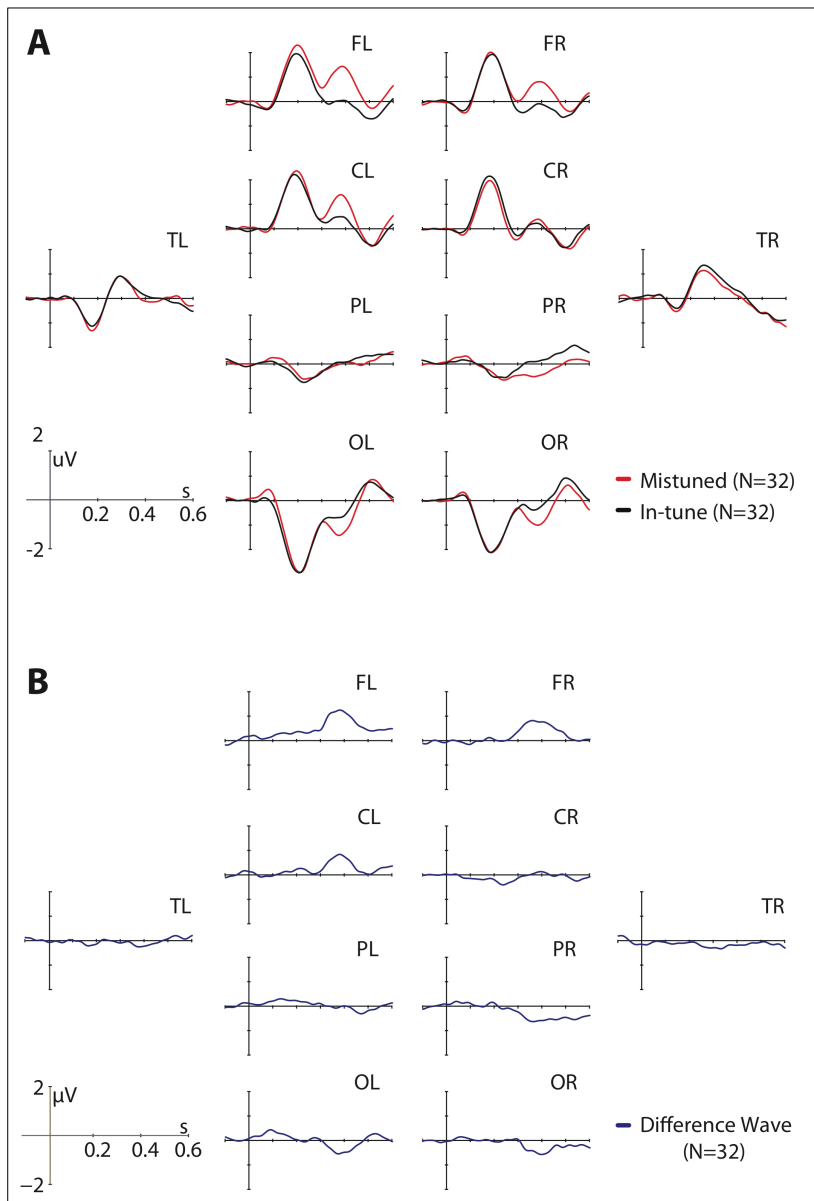 A
FL
FR
CL
CR
TL
TR
PL
PR
2
uV
OL
OR
s
0.2 0.4 0.6
-2
Mistuned (N=32)
In-tune (N=32)
B
FL
FR
CL
CR
TL
TR
PL
PR
2
μV
OL
OR
s
0.2 0.4 0.6
−2
Difference Wave
(N=32)